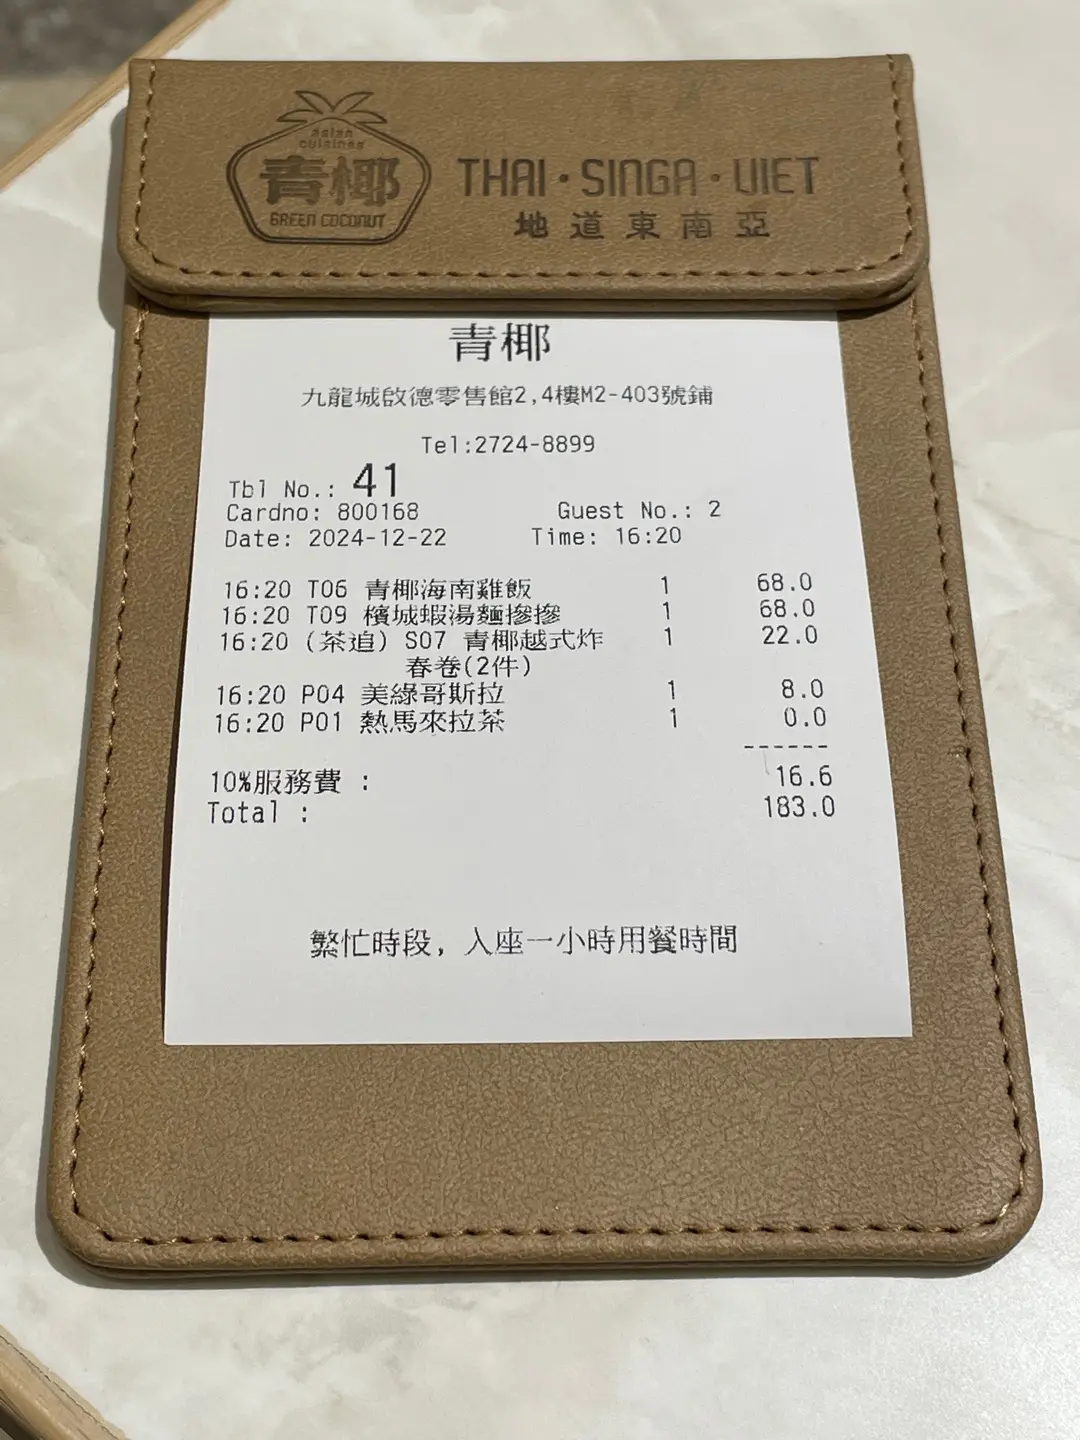 asian
cuisines
青椰
GREEN COCONUT
THAI·SINGA·VIET
地道東南亞
青椰
九龍城啟德零售館2,4樓M2-403號鋪
Tel:2724-8899
Tbl No.: 41
Cardno: 800168 Guest No.: 2
Date: 2024-12-22 Time: 16:20
16:20 T06 青椰海南雞飯 1 68.0
16:20 T09 檳城蝦湯麵摻摻 1 68.0
16:20 (茶追) S07 青椰越式炸 1 22.0
春卷(2件)
16:20 P04 美綠哥斯拉 1 8.0
16:20 P01 熱馬來拉茶 1 0.0
------
10%服務費 : 16.6
Total : 183.0
繁忙時段, 入座一小時用餐時間